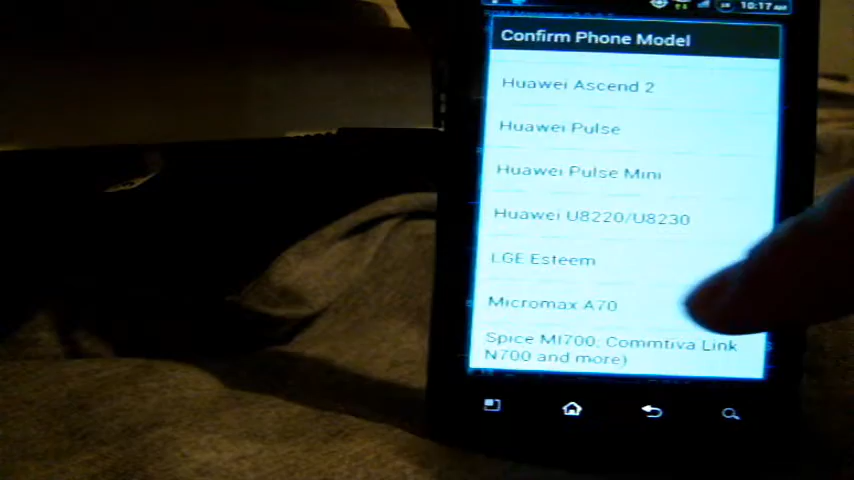 10:17 AM
Confirm Phone Model
Huawei Ascend 2
Huawei Pulse
Huawei Pulse Mini
Huawei U8220/U8230
LGE Esteem
Micromax A70
Spice MI700; Commtiva Link
N700 and more)